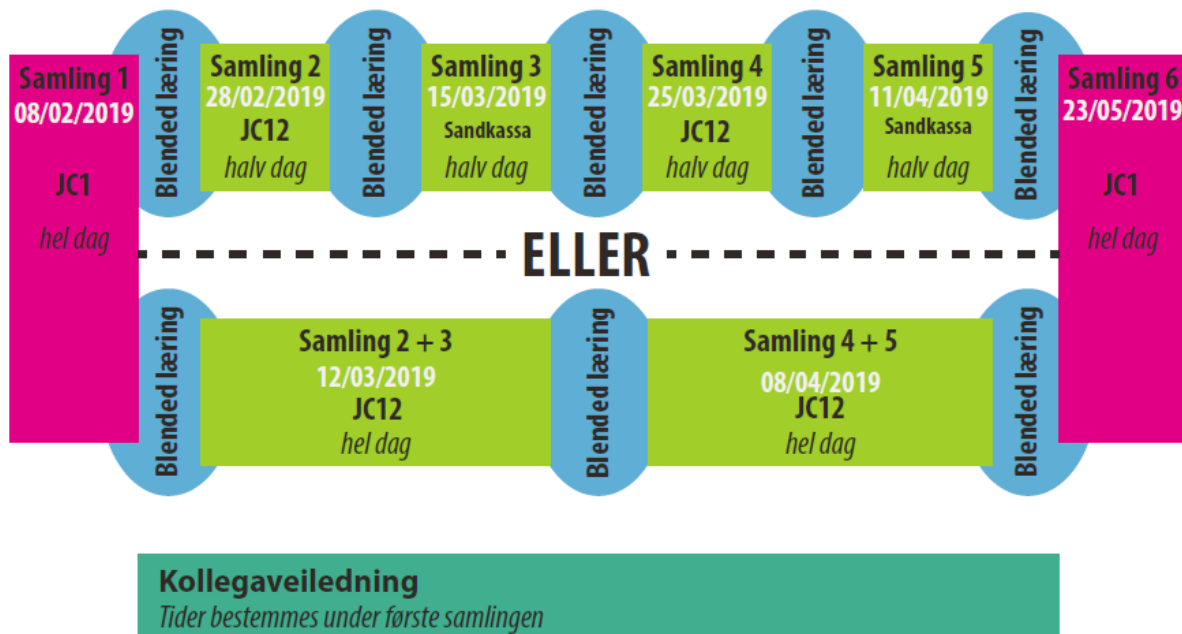 Samling 1
08/02/2019
JC1
hel dag
Blended læring
Samling 2
28/02/2019
JC12
halv dag
Blended læring
Samling 3
15/03/2019
Sandkassa
halv dag
Blended læring
Samling 4
25/03/2019
JC12
halv dag
Blended læring
Samling 5
11/04/2019
Sandkassa
halv dag
Blended læring
Samling 6
23/05/2019
JC1
hel dag
ELLER
Blended læring
Samling 2 + 3
12/03/2019
JC12
hel dag
Blended læring
Samling 4 + 5
08/04/2019
JC12
hel dag
Blended læring
Kollegaveiledning
Tider bestemmes under første samlingen